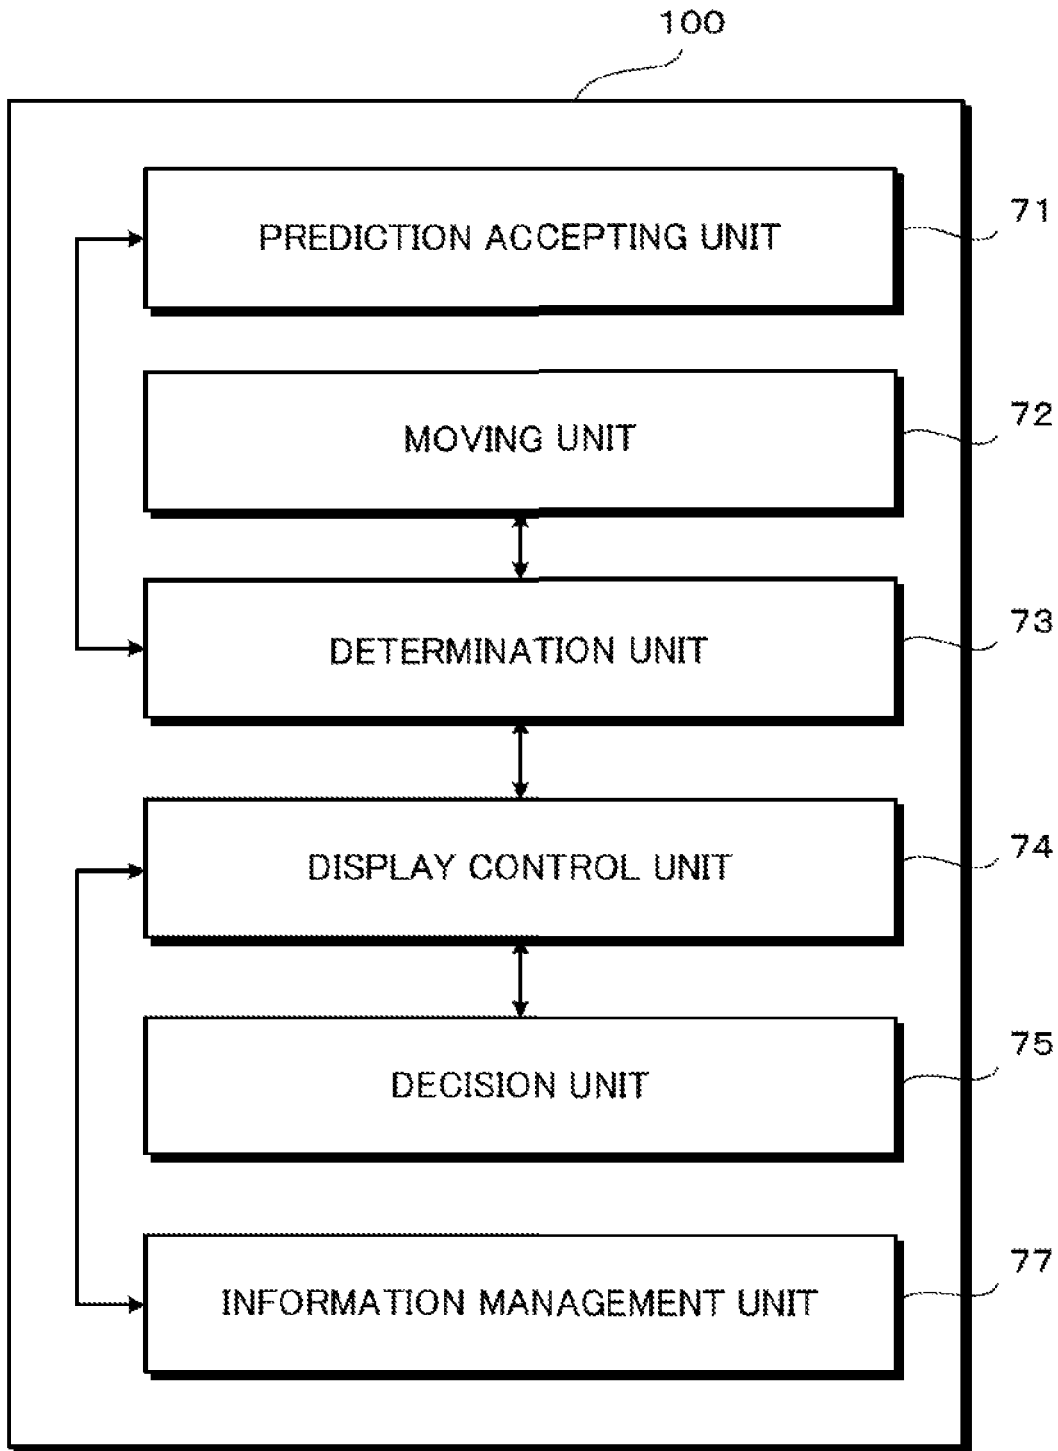 100
PREDICTION ACCEPTING UNIT
71
MOVING UNIT
72
DETERMINATION UNIT
73
DISPLAY CONTROL UNIT
74
DECISION UNIT
75
INFORMATION MANAGEMENT UNIT
77